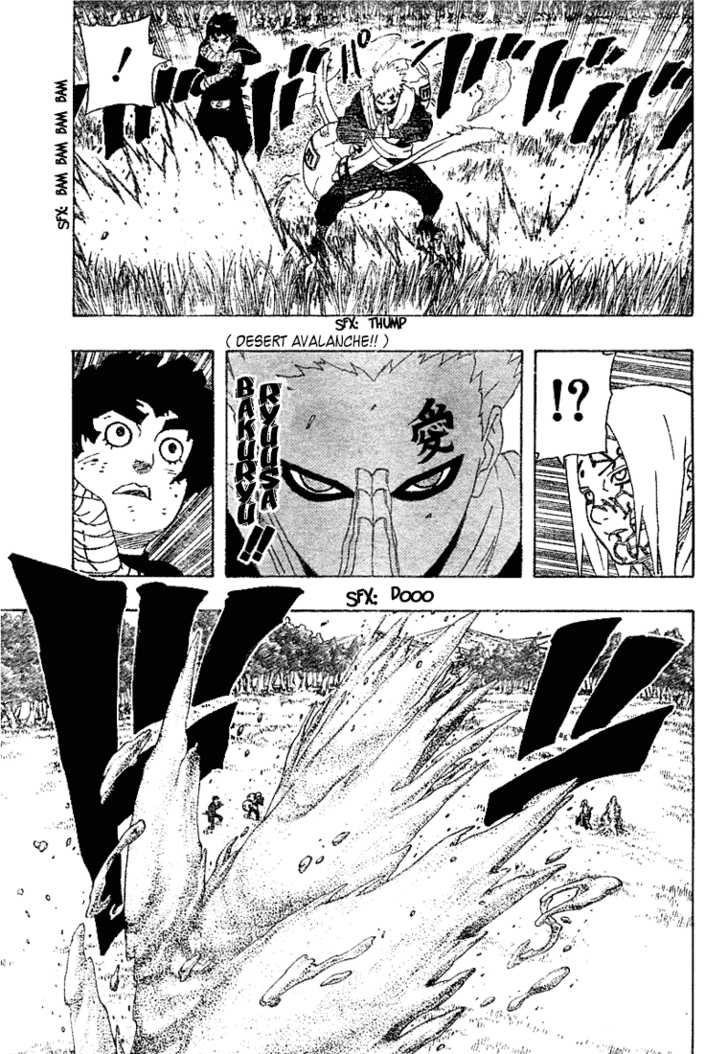 !
SFX: BAM BAM BAM BAM BAM
SFX: THUMP
( DESERT AVALANCHE!! )
!?
愛
RYUUSA
BAKURYU!!
SFX: DOOO